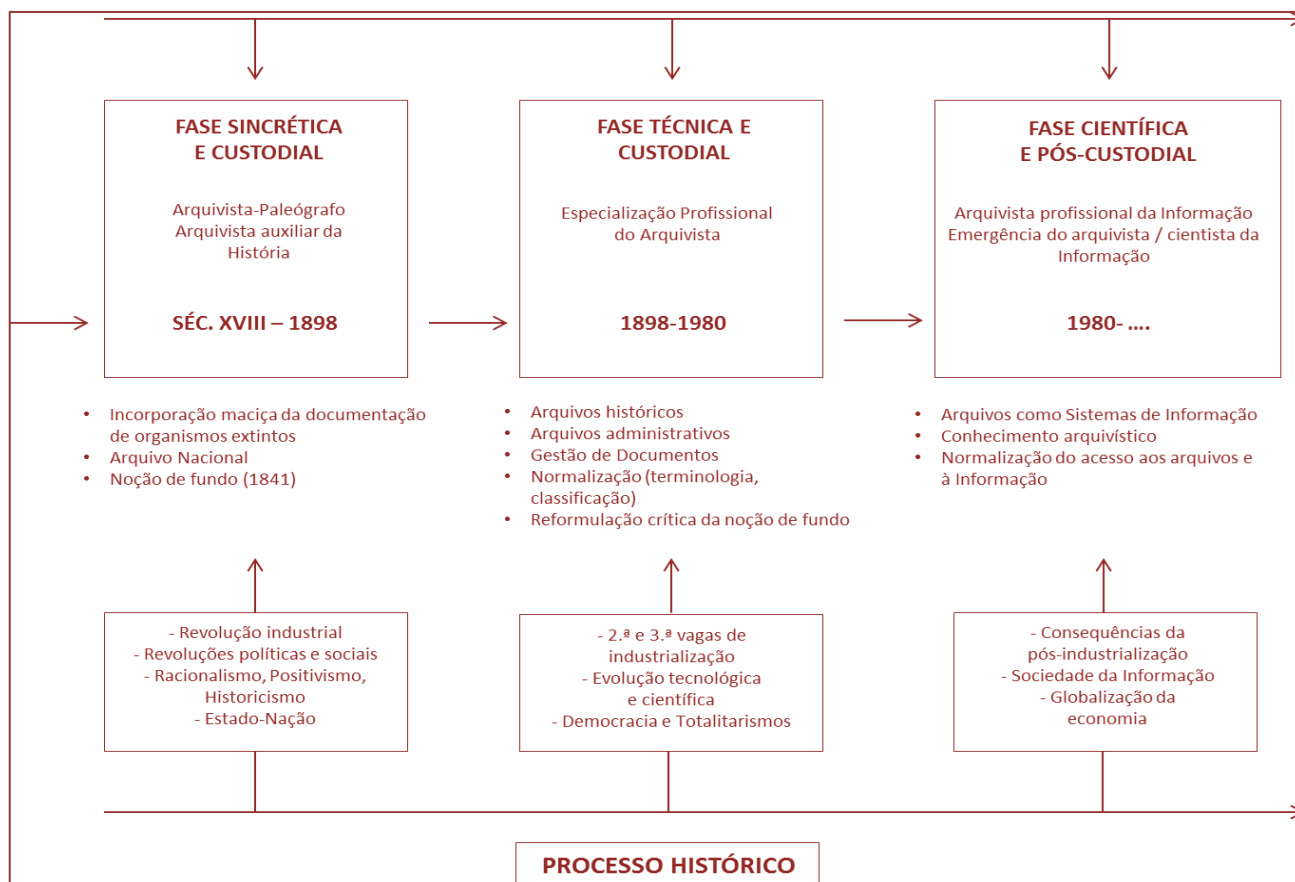 FASE SINCRÉTICA
E CUSTODIAL
Arquivista-Paleógrafo
Arquivista auxiliar da
História
SÉC. XVIII – 1898
FASE TÉCNICA E
CUSTODIAL
Especialização Profissional
do Arquivista
1898-1980
FASE CIENTÍFICA
E PÓS-CUSTODIAL
Arquivista profissional da Informação
Emergência do arquivista / cientista da
Informação
1980- ....
• Incorporação maciça da documentação
de organismos extintos
• Arquivo Nacional
• Noção de fundo (1841)
• Arquivos históricos
• Arquivos administrativos
• Gestão de Documentos
• Normalização (terminologia,
classificação)
• Reformulação crítica da noção de fundo
• Arquivos como Sistemas de Informação
• Conhecimento arquivístico
• Normalização do acesso aos arquivos e
à Informação
- Revolução industrial
- Revoluções políticas e sociais
- Racionalismo, Positivismo,
Historicismo
- Estado-Nação
- 2.ª e 3.ª vagas de
industrialização
- Evolução tecnológica
e científica
- Democracia e Totalitarismos
- Consequências da
pós-industrialização
- Sociedade da Informação
- Globalização da
economia
PROCESSO HISTÓRICO